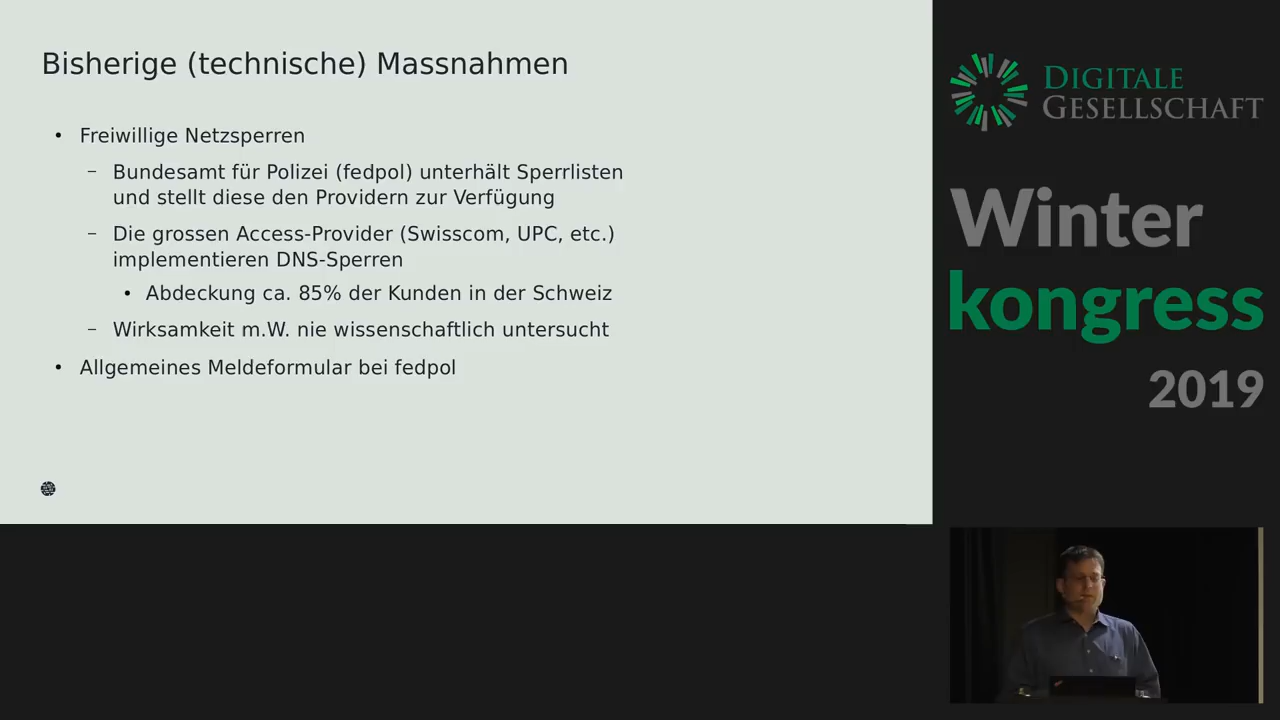 Bisherige (technische) Massnahmen
• Freiwillige Netzsperren
– Bundesamt für Polizei (fedpol) unterhält Sperrlisten
und stellt diese den Providern zur Verfügung
– Die grossen Access-Provider (Swisscom, UPC, etc.)
implementieren DNS-Sperren
• Abdeckung ca. 85% der Kunden in der Schweiz
– Wirksamkeit m.W. nie wissenschaftlich untersucht
• Allgemeines Meldeformular bei fedpol
DIGITALE
GESELLSCHAFT
Winter
kongress
2019